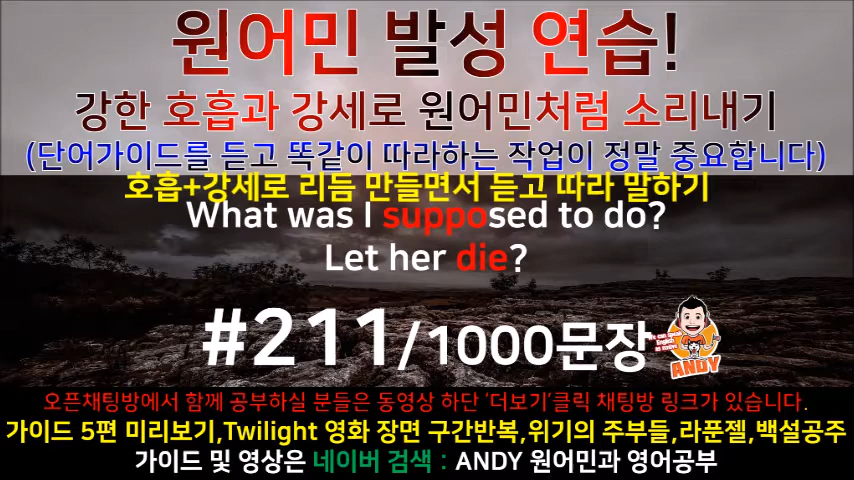 원어민 발성 연습!
강한 호흡과 강세로 원어민처럼 소리내기
(단어가이드를 듣고 똑같이 따라하는 작업이 정말 중요합니다)
호흡+강세로 리듬 만들면서 듣고 따라 말하기
What was I supposed to do?
Let her die?
#211/1000문장
ANDY
오픈채팅방에서 함께 공부하실 분들은 동영상 하단 '더보기'클릭 채팅방 링크가 있습니다.
가이드 5편 미리보기,Twilight 영화 장면 구간반복,위기의 주부들,라푼젤,백설공주
가이드 및 영상은 네이버 검색 : ANDY 원어민과 영어공부